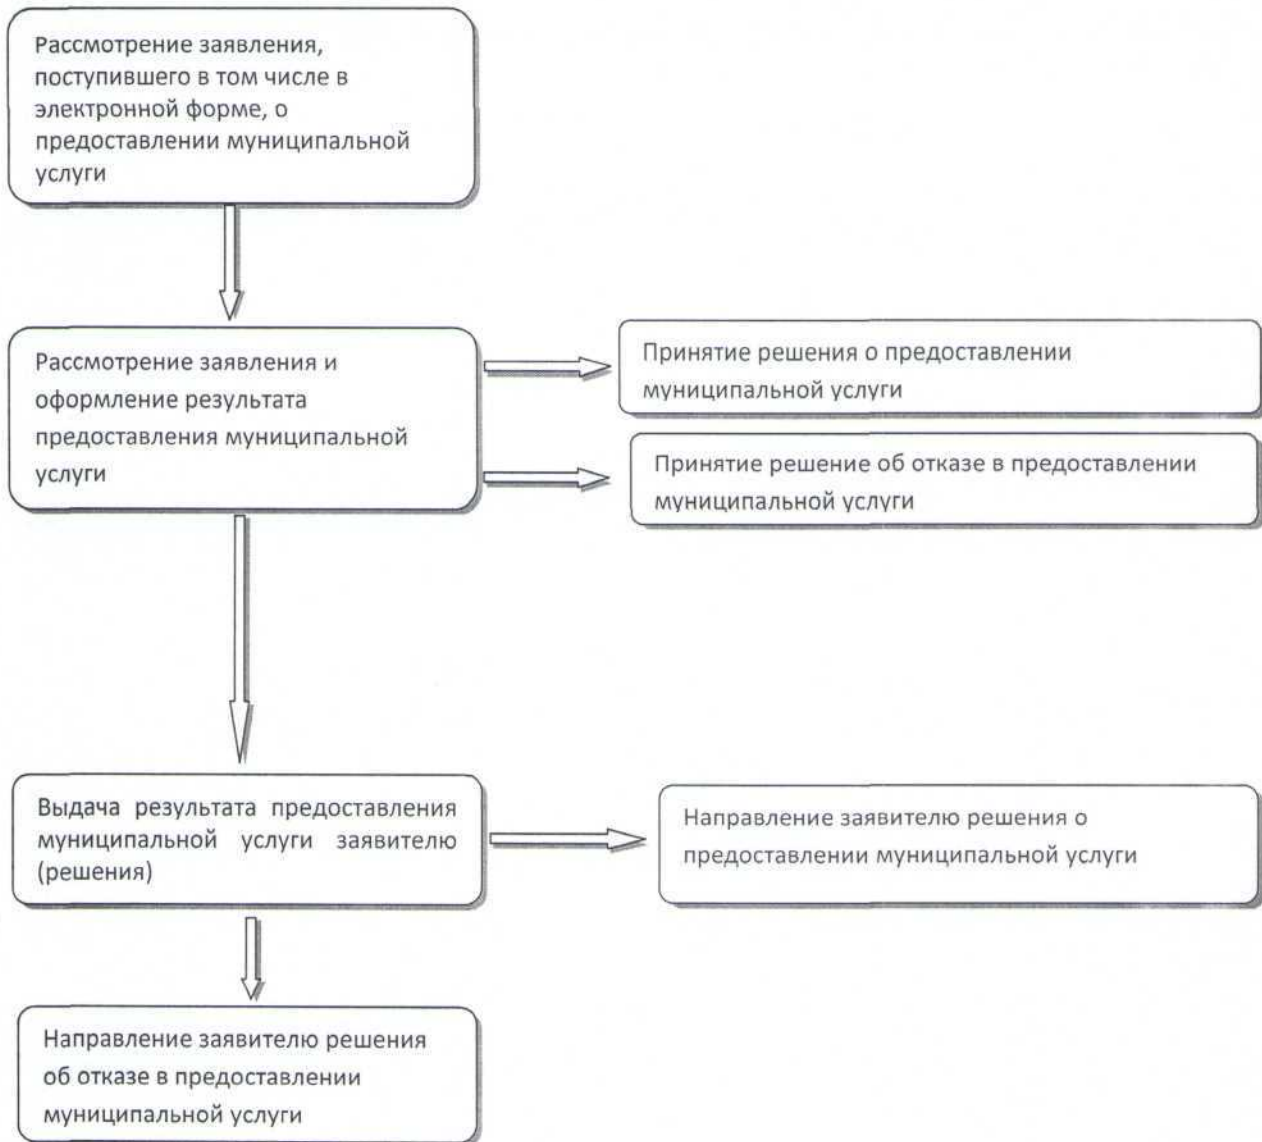 Рассмотрение заявления,
поступившего в том числе в
электронной форме, о
предоставлении муниципальной
услуги
Рассмотрение заявления и
оформление результата
предоставления муниципальной
услуги
Принятие решения о предоставлении
муниципальной услуги
Принятие решение об отказе в предоставлении
муниципальной услуги
Выдача результата предоставления
муниципальной услуги заявителю
(решения)
Направление заявителю решения о
предоставлении муниципальной услуги
Направление заявителю решения
об отказе в предоставлении
муниципальной услуги